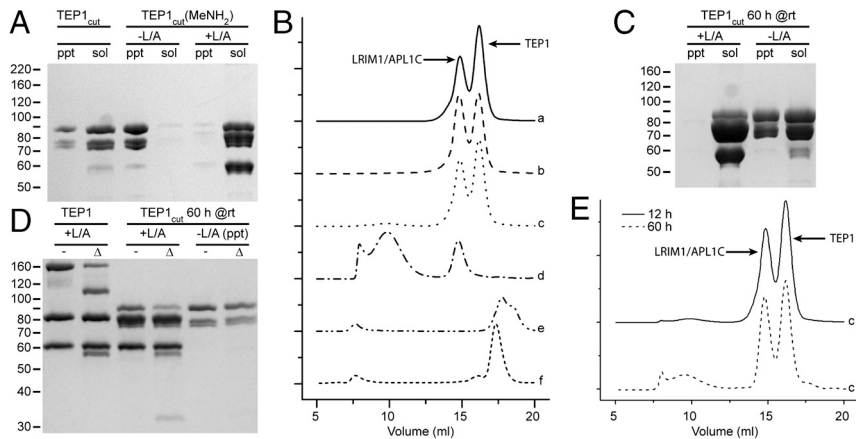 A
TEP1cut TEP1cut(MeNH2)
-L/A +L/A
ppt sol ppt sol ppt sol
220
160
120
100
80
70
60
50
B
LRIM1/APL1C
TEP1
a
b
c
d
e
f
5 10 15 20
Volume (ml)
C
TEP1cut 60 h @rt
+L/A -L/A
ppt sol ppt sol
160
120
100
80
70
60
50
D
TEP1 TEP1cut 60 h @rt
+L/A +L/A -L/A (ppt)
- Δ - Δ - Δ
160
120
100
80
70
60
50
40
30
E
12 h
60 h
LRIM1/APL1C
TEP1
c
c
5 10 15 20
Volume (ml)